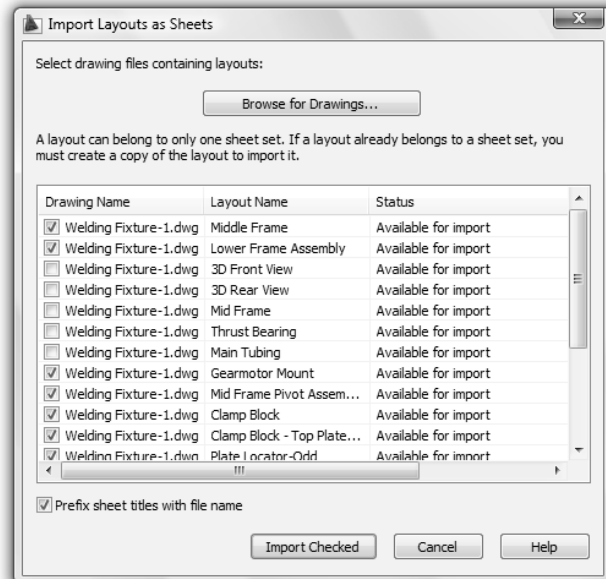 Import Layouts as Sheets
Select drawing files containing layouts:
Browse for Drawings...
A layout can belong to only one sheet set. If a layout already belongs to a sheet set, you
must create a copy of the layout to import it.
Drawing Name Layout Name Status
Welding Fixture-1.dwg Middle Frame Available for import
Welding Fixture-1.dwg Lower Frame Assembly Available for import
Welding Fixture-1.dwg 3D Front View Available for import
Welding Fixture-1.dwg 3D Rear View Available for import
Welding Fixture-1.dwg Mid Frame Available for import
Welding Fixture-1.dwg Thrust Bearing Available for import
Welding Fixture-1.dwg Main Tubing Available for import
Welding Fixture-1.dwg Gearmotor Mount Available for import
Welding Fixture-1.dwg Mid Frame Pivot Assem... Available for import
Welding Fixture-1.dwg Clamp Block Available for import
Welding Fixture-1.dwg Clamp Block - Top Plate... Available for import
Welding Fixture-1.dwg Plate Locator-Odd Available for import
Prefix sheet titles with file name
Import Checked Cancel Help